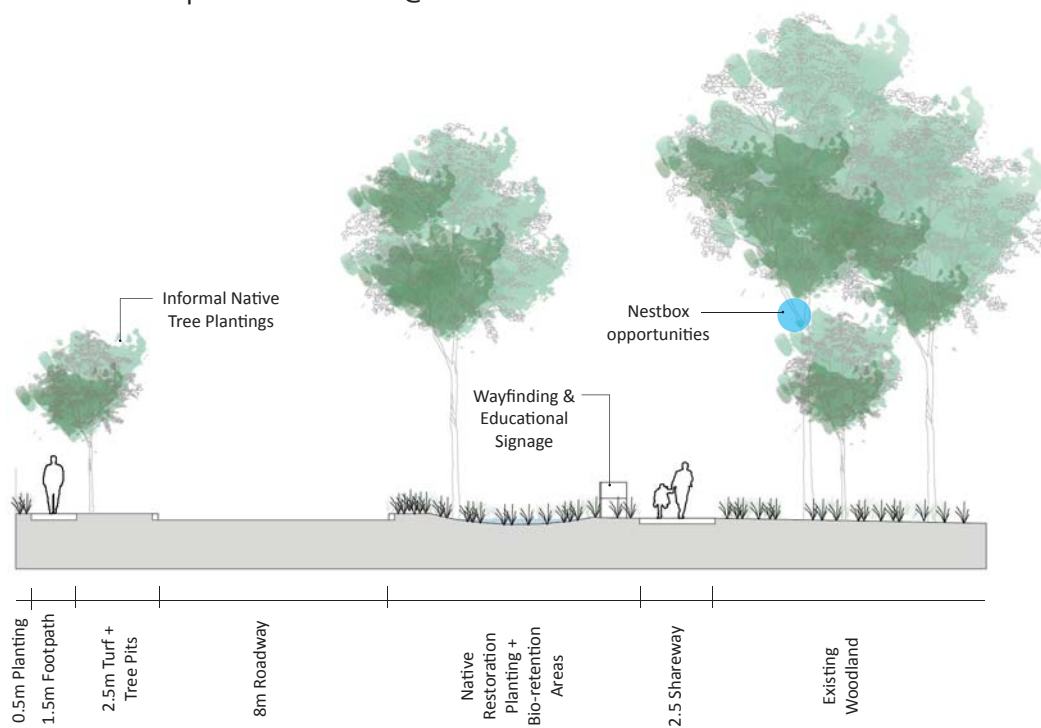 Informal Native
Tree Plantings
Nestbox
opportunities
Wayfinding &
Educational
Signage
0.5m Planting
1.5m Footpath
2.5m Turf +
Tree Pits
8m Roadway
Native
Restoration
Planting +
Bio-retention
Areas
2.5 Shareway
Existing
Woodland